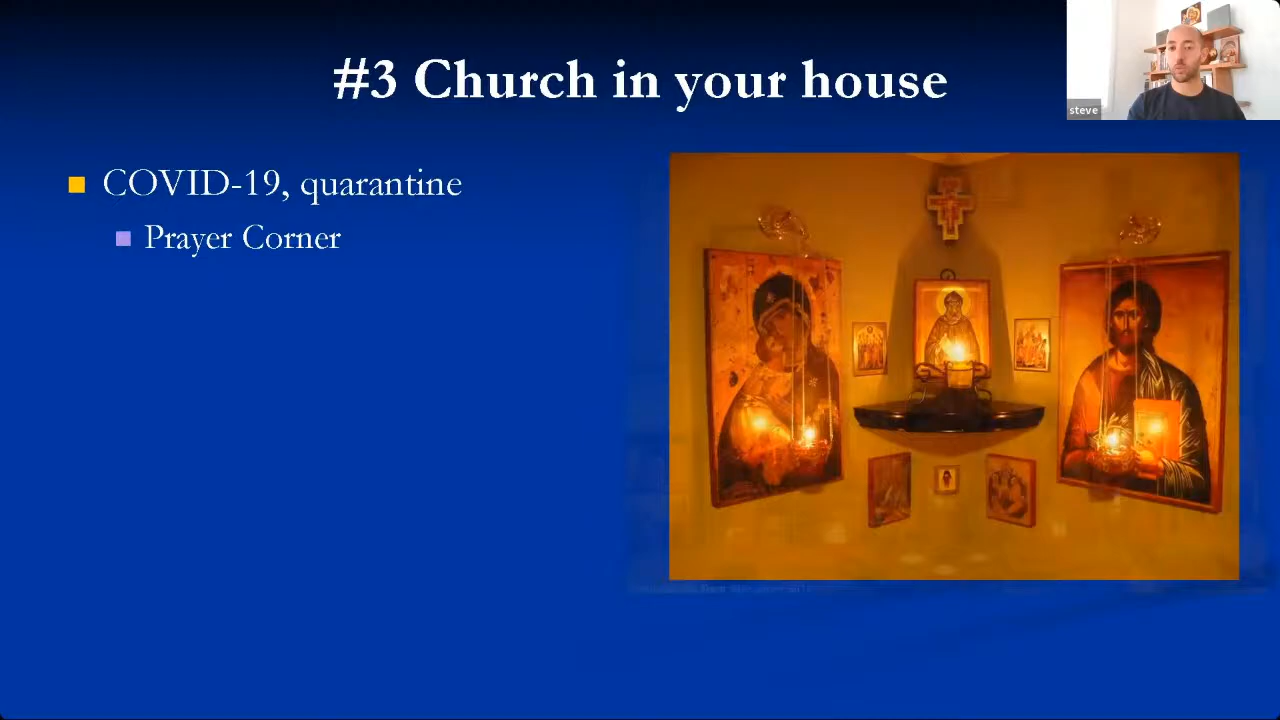 #3 Church in your house
steve
COVID-19, quarantine
Prayer Corner